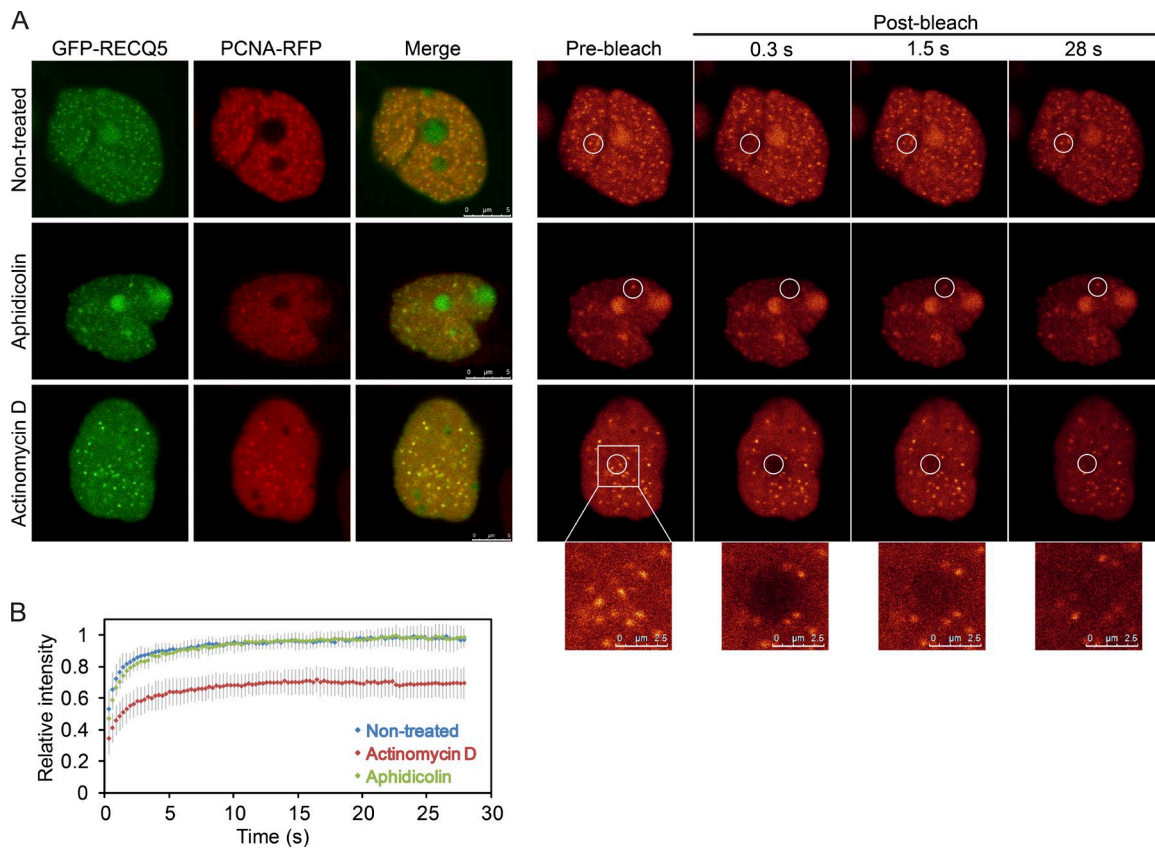 A
Post-bleach
GFP-RECQ5 PCNA-RFP Merge Pre-bleach 0.3 s 1.5 s 28 s
Non-treated
0 µm 5
Aphidicolin
0 µm 5
Actinomycin D
0 µm 5
0 µm 2.5 0 µm 2.5 0 µm 2.5 0 µm 2.5
B
Relative intensity
1
0.8
0.6
0.4
0.2
0
Non-treated
Actinomycin D
Aphidicolin
0 5 10 15 20 25 30
Time (s)